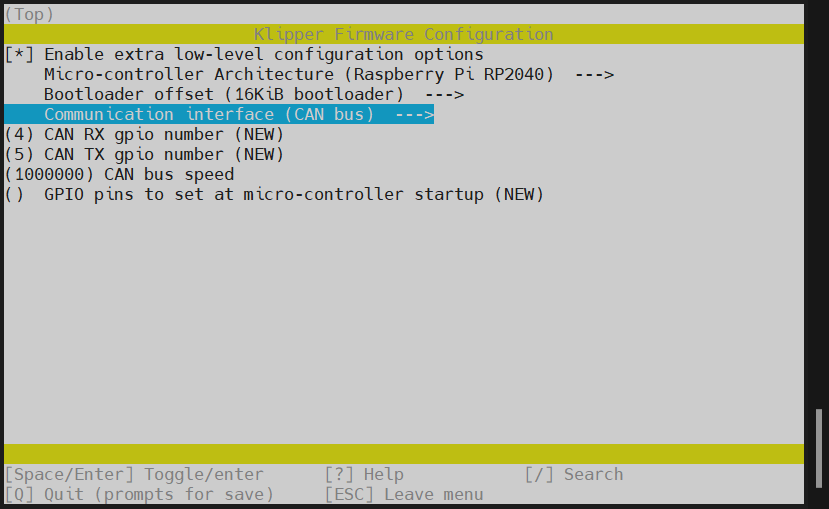 (Top)
Klipper Firmware Configuration
[*] Enable extra low-level configuration options
Micro-controller Architecture (Raspberry Pi RP2040)  --->
Bootloader offset (16KiB bootloader)  --->
Communication interface (CAN bus)  --->
(4) CAN RX gpio number (NEW)
(5) CAN TX gpio number (NEW)
(1000000) CAN bus speed
()  GPIO pins to set at micro-controller startup (NEW)
[Space/Enter] Toggle/enter      [?] Help                [/] Search
[Q] Quit (prompts for save)     [ESC] Leave menu